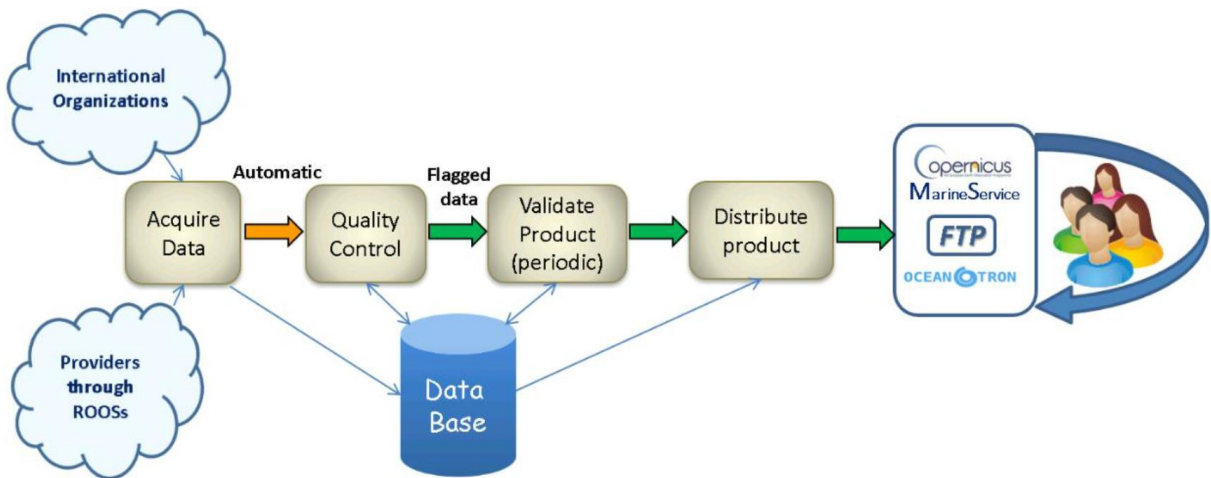 International
Organizations
Automatic
Flagged
data
Acquire
Data
Quality
Control
Validate
Product
(periodic)
Distribute
product
Copernicus
MarineService
FTP
OCEANOTRON
Providers
through
ROOSs
Data
Base